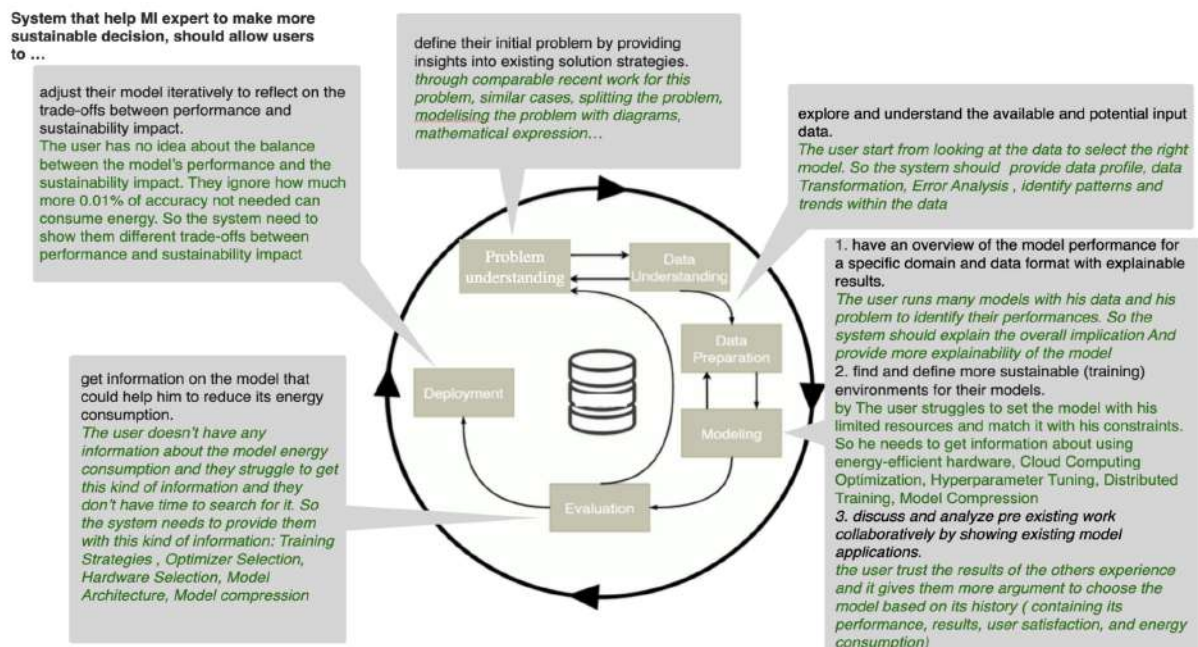 System that help MI expert to make more
sustainable decision, should allow users
to ...
define their initial problem by providing
insights into existing solution strategies.
through comparable recent work for this
problem, similar cases, splitting the problem,
modelising the problem with diagrams,
mathematical expression...
adjust their model iteratively to reflect on the
trade-offs between performance and
sustainability impact.
The user has no idea about the balance
between the model's performance and the
sustainability impact. They ignore how much
more 0.01% of accuracy not needed can
consume energy. So the system need to
show them different trade-offs between
performance and sustainability impact
explore and understand the available and potential input
data.
The user start from looking at the data to select the right
model. So the system should provide data profile, data
Transformation, Error Analysis , identify patterns and
trends within the data
1. have an overview of the model performance for
a specific domain and data format with explainable
results.
The user runs many models with his data and his
problem to identify their performances. So the
system should explain the overall implication And
provide more explainability of the model
2. find and define more sustainable (training)
environments for their models.
by The user struggles to set the model with his
limited resources and match it with his constraints.
So he needs to get information about using
energy-efficient hardware, Cloud Computing
Optimization, Hyperparameter Tuning, Distributed
Training, Model Compression
3. discuss and analyze pre existing work
collaboratively by showing existing model
applications.
the user trust the results of the others experience
and it gives them more argument to choose the
model based on its history ( containing its
performance, results, user satisfaction, and energy
consumption)
get information on the model that
could help him to reduce its energy
consumption.
The user doesn't have any
information about the model energy
consumption and they struggle to get
this kind of information and they
don't have time to search for it. So
the system needs to provide them
with this kind of information: Training
Strategies , Optimizer Selection,
Hardware Selection, Model
Architecture, Model compression
Problem
understanding
Data
Understanding
Data
Preparation
Modeling
Evaluation
Deployment